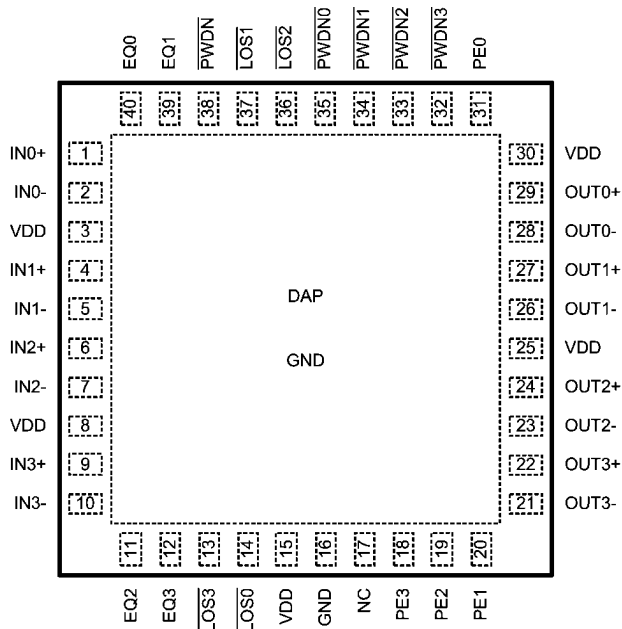 EQ0 EQ1 PWDN LOS1 LOS2 PWDN0 PWDN1 PWDN2 PWDN3 PE0
40 39 38 37 36 35 34 33 32 31
IN0+ 1 30 VDD
IN0- 2 29 OUT0+
VDD 3 28 OUT0-
IN1+ 4 27 OUT1+
IN1- 5 26 OUT1-
IN2+ 6 25 VDD
IN2- 7 24 OUT2+
VDD 8 23 OUT2-
IN3+ 9 22 OUT3+
IN3- 10 21 OUT3-
DAP
GND
11 12 13 14 15 16 17 18 19 20
EQ2 EQ3 LOS3 LOS0 VDD GND NC PE3 PE2 PE1